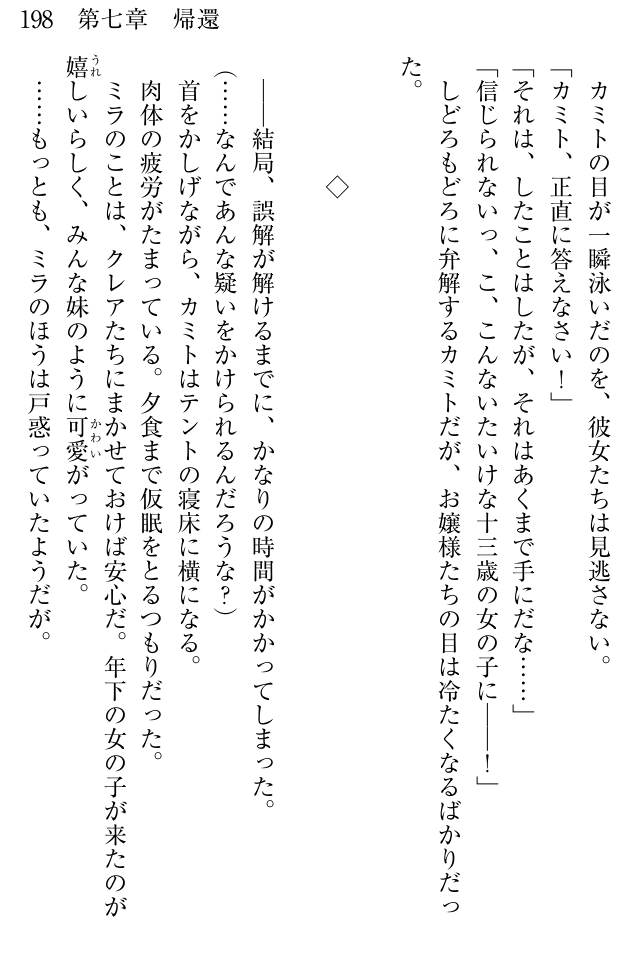 198　第七章　帰還
カミトの目が一瞬泳いだのを、彼女たちは見逃さない。
「カミト、正直に答えなさい！」
「それは、したことはしたが、それはあくまで手にだな……」
「信じられないっ、こ、こんないたいけな十三歳の女の子に――！」
しどろもどろに弁解するカミトだが、お嬢様たちの目は冷たくなるばかりだっ
た。
◇
――結局、誤解が解けるまでに、かなりの時間がかかってしまった。
（……なんであんな疑いをかけられるんだろうな？）
首をかしげながら、カミトはテントの寝床に横になる。
肉体の疲労がたまっている。夕食まで仮眠をとるつもりだった。
ミラのことは、クレアたちにまかせておけば安心だ。年下の女の子が来たのが
嬉うれしいらしく、みんな妹のように可愛かわいがっていた。
……もっとも、ミラのほうは戸惑っていたようだが。